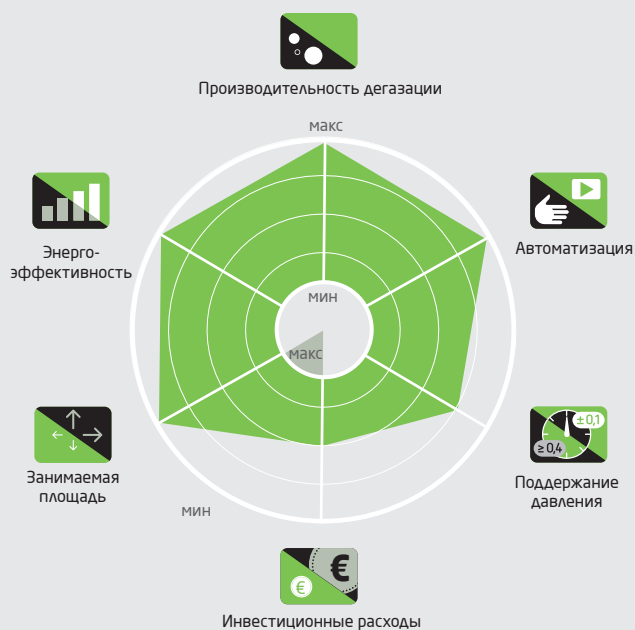 Производительность дегазации
макс
Энерго-
эффективность
Автоматизация
мин
макс
±0,1
≥0,4
Занимаемая
площадь
Поддержание
давления
мин
€
€
Инвестиционные расходы